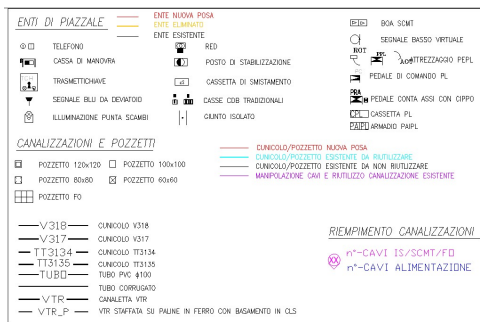 ENTI DI PIAZZALE
ENTE NUOVA POSA
ENTE ELIMINATO
ENTE ESISTENTE
TELEFONO
CASSA DI MANOVRA
TRASMETTICHIAVE
SEGNALE BLU DA DEVIATOIO
ILLUMINAZIONE PUNTA SCAMBI
RED
POSTO DI STABILIZZAZIONE
CASSETTA DI SMISTAMENTO
CASSE CDB TRADIZIONALI
GIUNTO ISOLATO
BOA SCMT
SEGNALE BASSO VIRTUALE
ATTREZZAGGIO PEPL
PEDALE DI COMANDO PL
PRA
PEDALE CONTA ASSI CON CIPPO
CPL CASSETTA PL
PAIPL ARMADIO PAIPL
CANALIZZAZIONI E POZZETTI
POZZETTO 120x120
POZZETTO 100x100
POZZETTO 80x80
POZZETTO 60x60
POZZETTO FO
CUNICOLO/POZZETTO NUOVA POSA
CUNICOLO/POZZETTO ESISTENTE DA RIUTILIZZARE
CUNICOLO/POZZETTO ESISTENTE DA NON RIUTILIZZARE
MANIPOLAZIONE CAVI E RIUTILIZZO CANALIZZAZIONE ESISTENTE
V318 CUNICOLO V318
V317 CUNICOLO V317
TT3134 CUNICOLO TT3134
TT3135 CUNICOLO TT3135
TUBO TUBO PVC ϕ100
TUBO CORRUGATO
VTR CANALETTA VTR
VTR_P VTR STAFFATA SU PALINE IN FERRO CON BASAMENTO IN CLS
RIEMPIMENTO CANALIZZAZIONI
XX n°-CAVI IS/SCMT/FO
n°-CAVI ALIMENTAZIONE